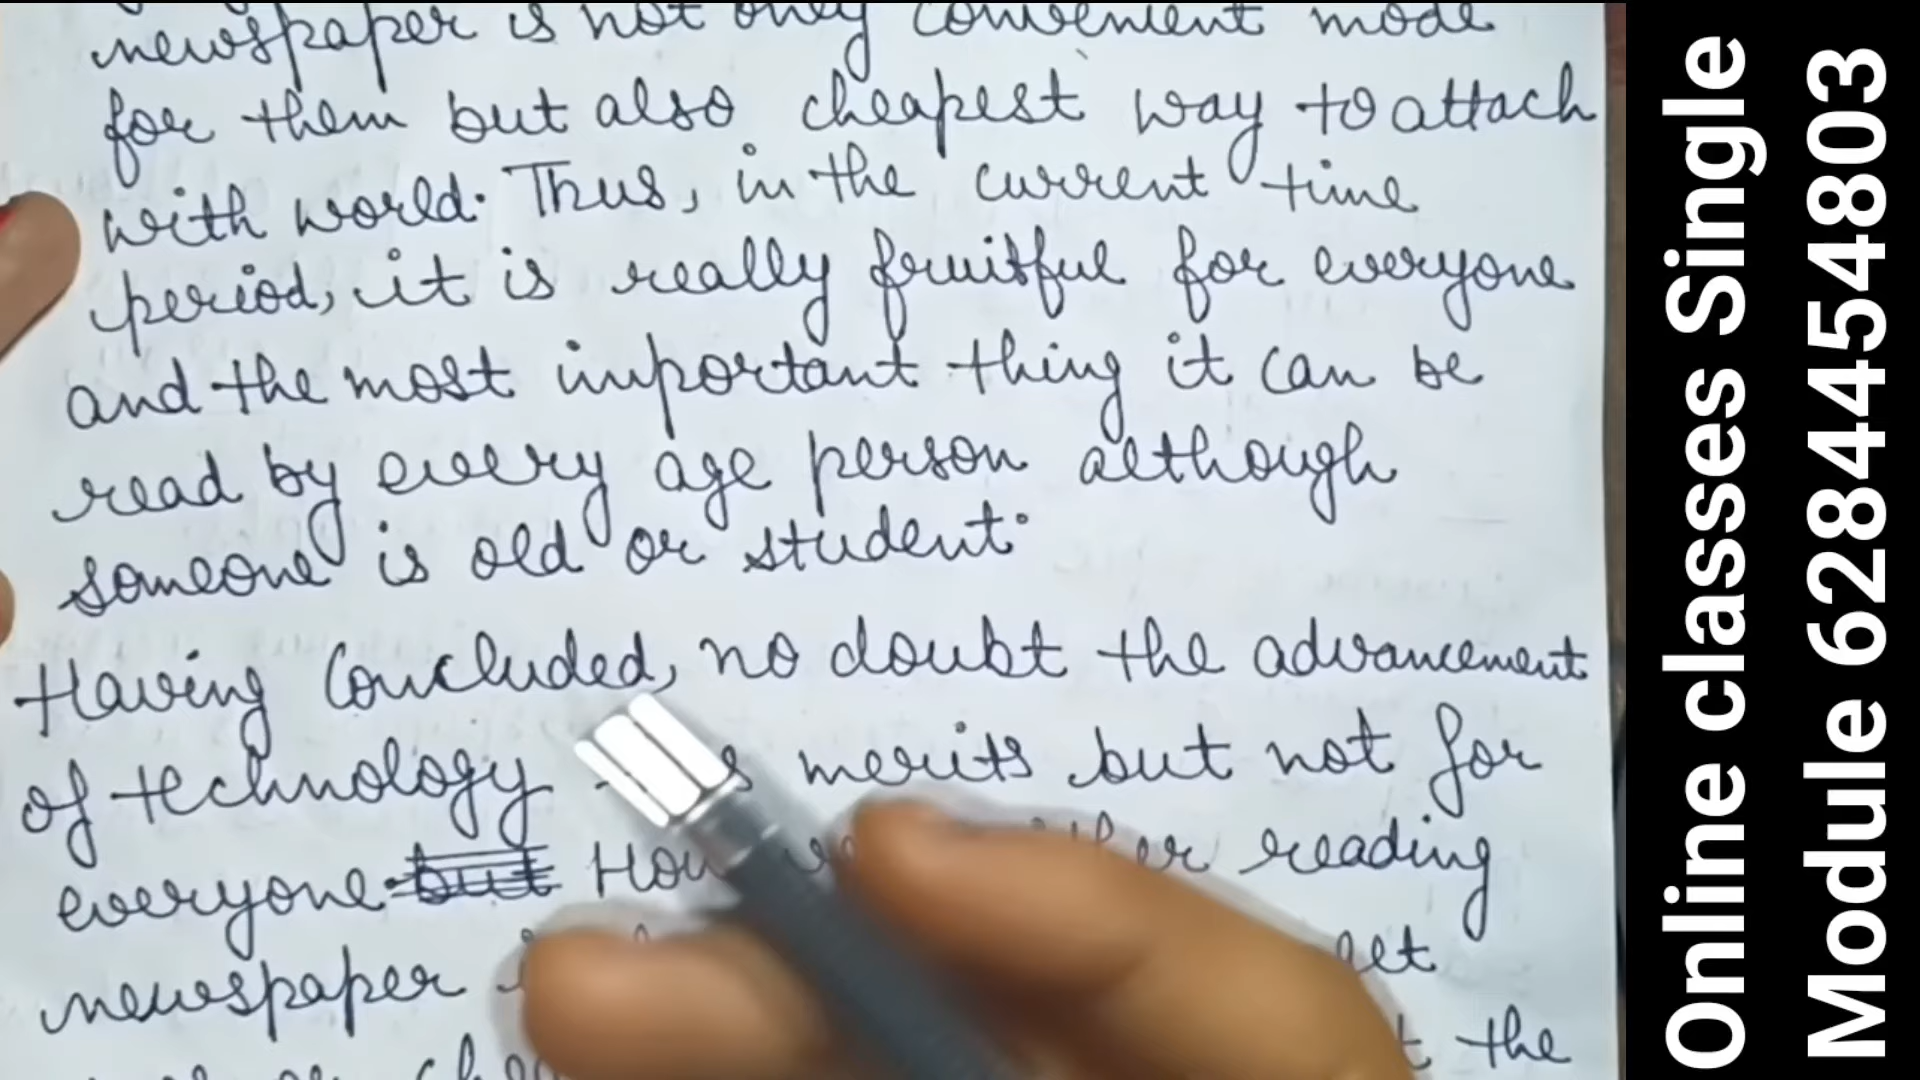 newspaper is not only convenient mode
for them but also cheapest way to attach
with world. Thus, in the current time
period, it is really fruitful for everyone
and the most important thing it can be
read by every age person although
someone is old or student.
Having Concluded, no doubt the advancement
of technology merits but not for
everyone but reading
newspaper get
the
Online classes Single
Module 6284454803